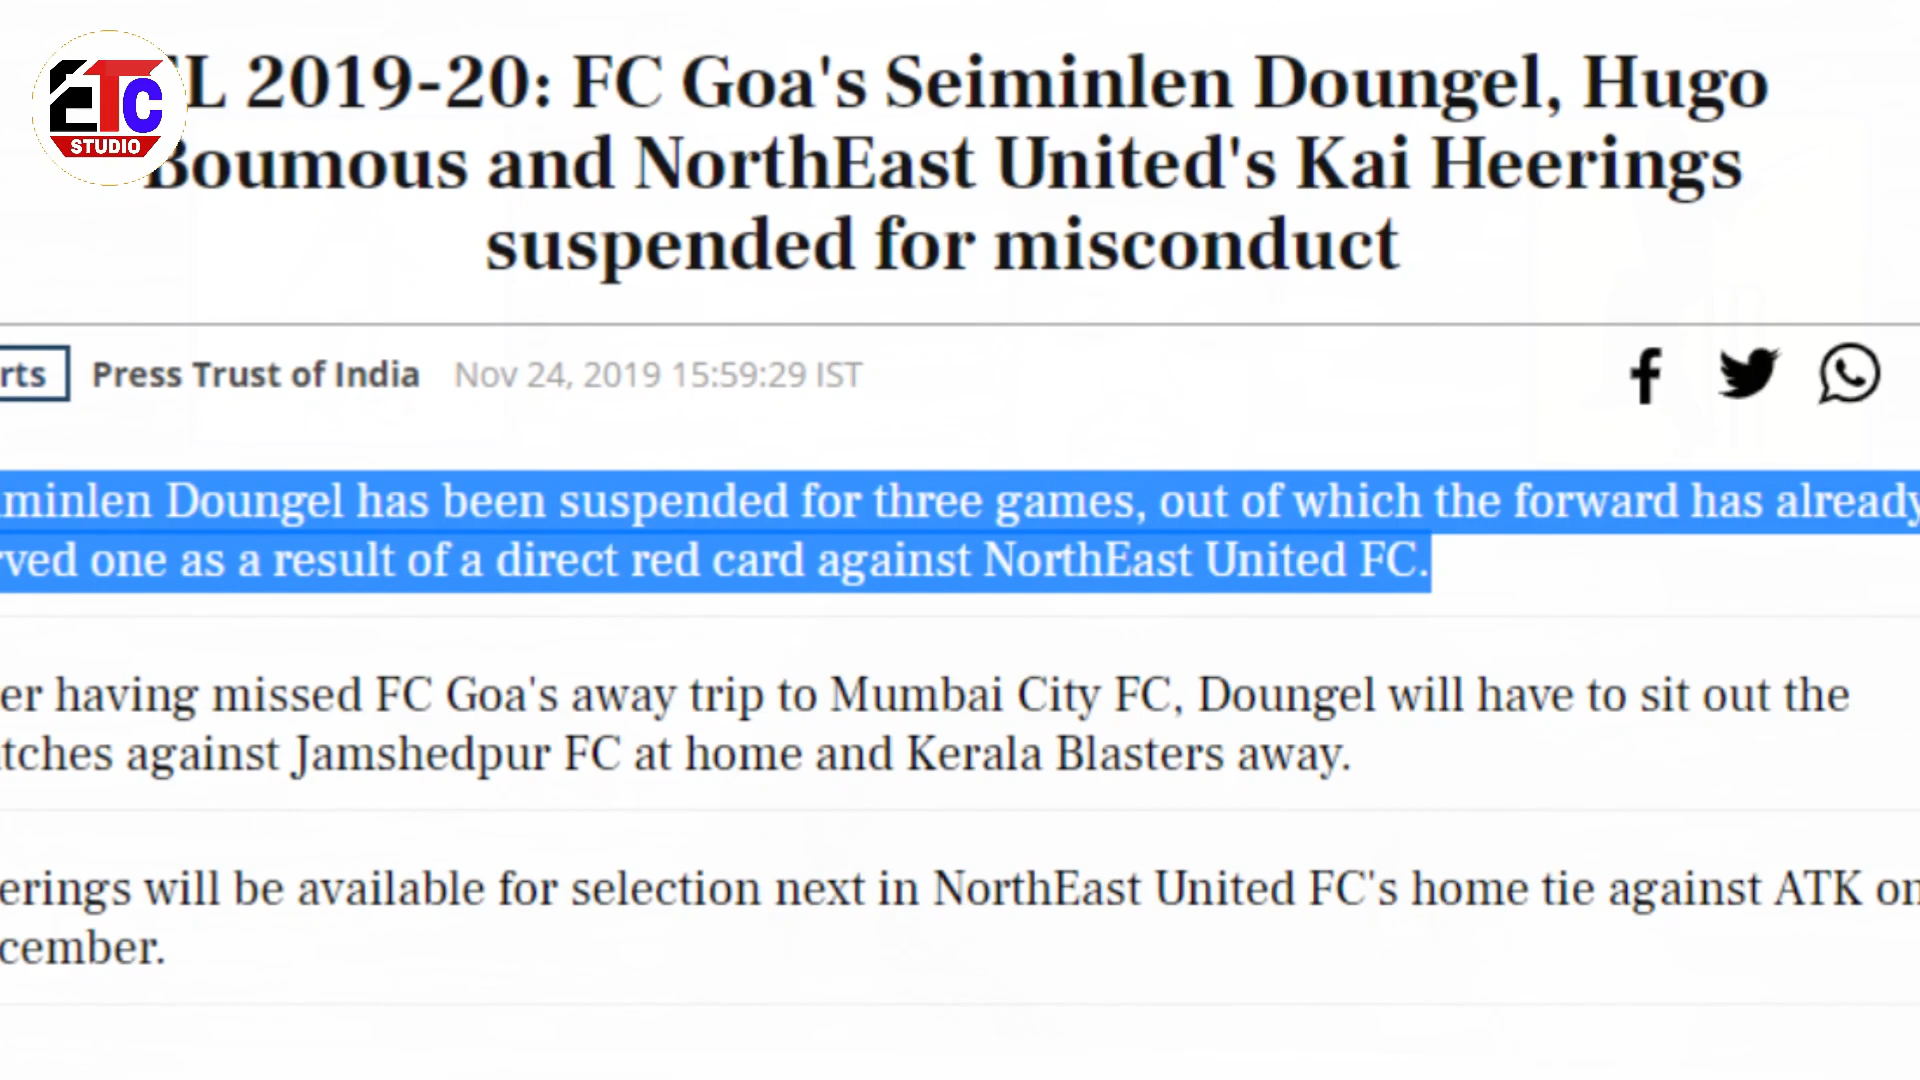 ETC
STUDIO
L 2019-20: FC Goa's Seiminlen Doungel, Hugo
Boumous and NorthEast United's Kai Heerings
suspended for misconduct
rts Press Trust of India Nov 24, 2019 15:59:29 IST
minlen Doungel has been suspended for three games, out of which the forward has already
ved one as a result of a direct red card against NorthEast United FC.
er having missed FC Goa's away trip to Mumbai City FC, Doungel will have to sit out the
tches against Jamshedpur FC at home and Kerala Blasters away.
erings will be available for selection next in NorthEast United FC's home tie against ATK on
cember.